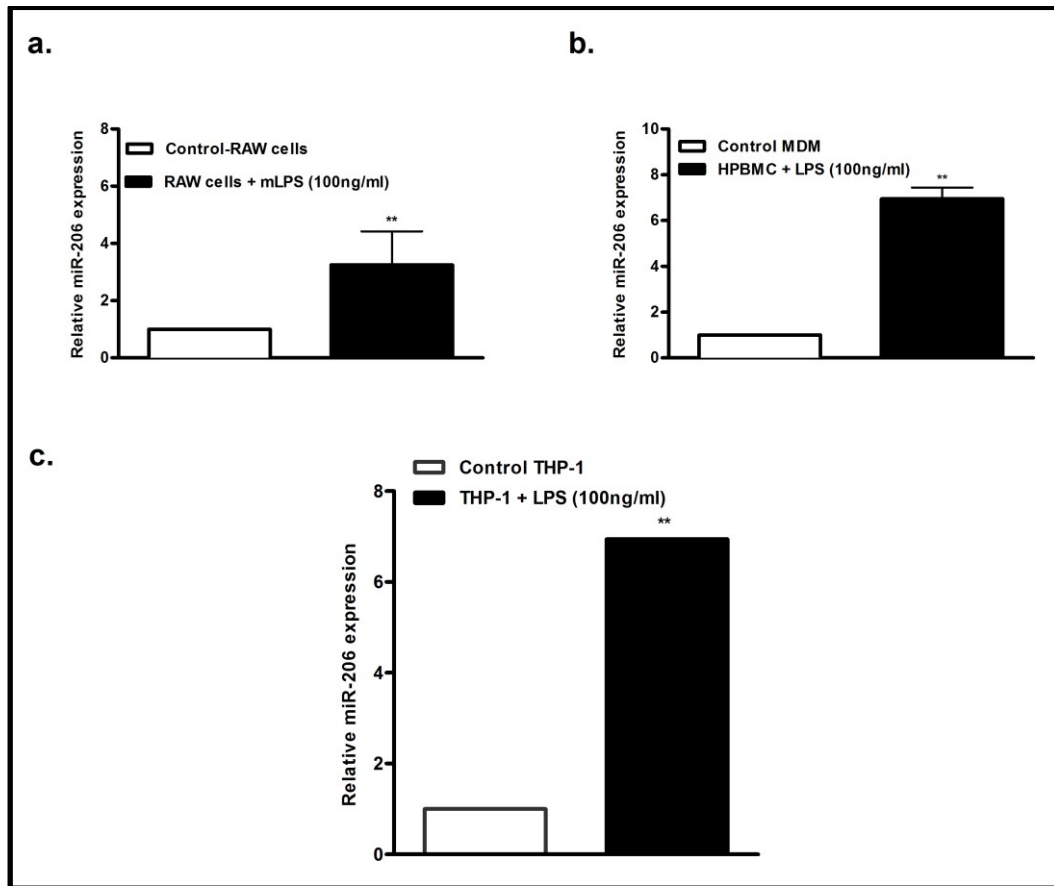 a.
Relative miR-206 expression
8
6
4
2
0
Control-RAW cells
RAW cells + mLPS (100ng/ml)
**
b.
Relative miR-206 expression
10
8
6
4
2
0
Control MDM
HPBMC + LPS (100ng/ml)
**
c.
Relative miR-206 expression
8
6
4
2
0
Control THP-1
THP-1 + LPS (100ng/ml)
**